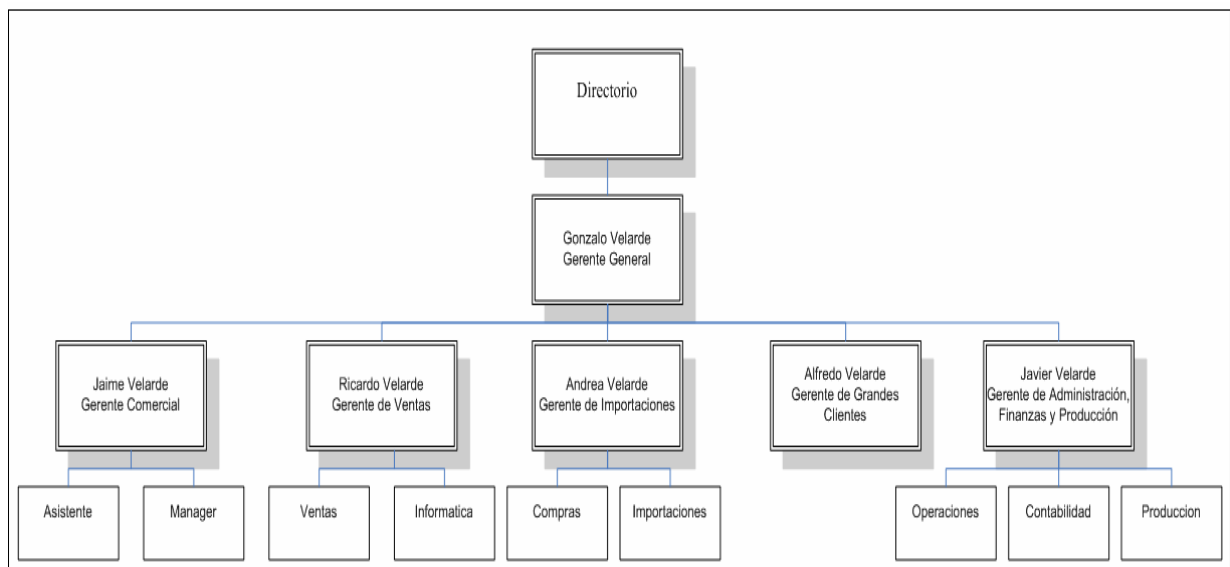 Directorio
Gonzalo Velarde
Gerente General
Jaime Velarde
Gerente Comercial
Ricardo Velarde
Gerente de Ventas
Andrea Velarde
Gerente de Importaciones
Alfredo Velarde
Gerente de Grandes
Clientes
Javier Velarde
Gerente de Administración,
Finanzas y Producción
Asistente
Manager
Ventas
Informatica
Compras
Importaciones
Operaciones
Contabilidad
Produccion